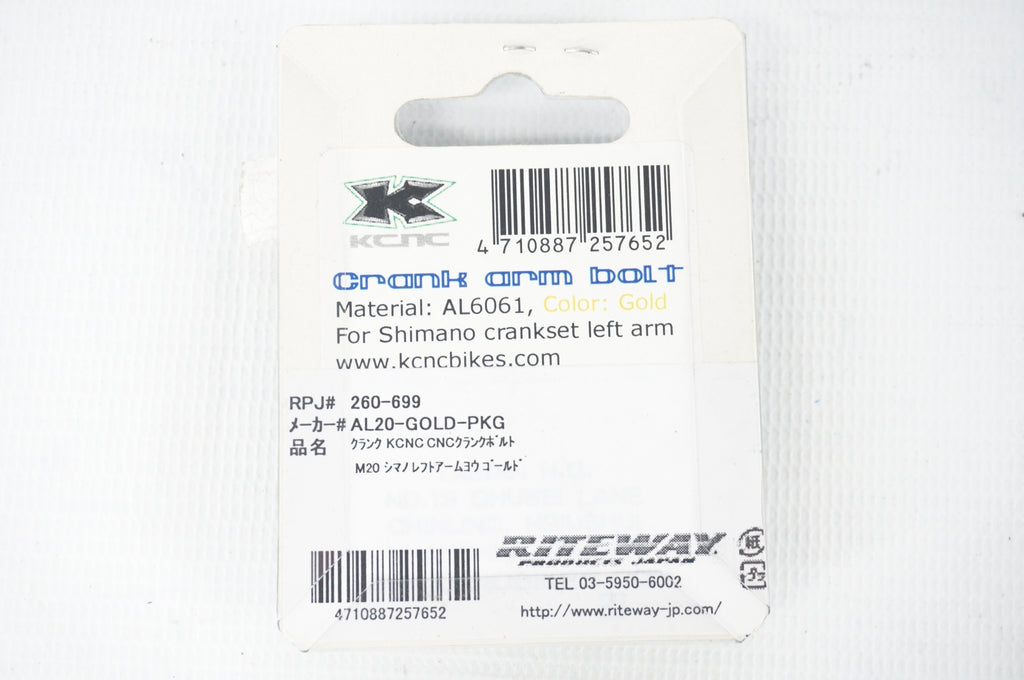 KCNC
4 710887 257652
Crank arm bolt
Material: AL6061, Color: Gold
For Shimano crankset left arm
www.kcncbikes.com
RPJ# 260-699
メーカー# AL20-GOLD-PKG
品名 クランク KCNC CNCクランクボルト
M20 シマノ レフトアームヨウ ゴールド
RITEWAY
PRODUCTS JAPAN
紙
プラ
TEL 03-5950-6002
4710887257652
http://www.riteway-jp.com/